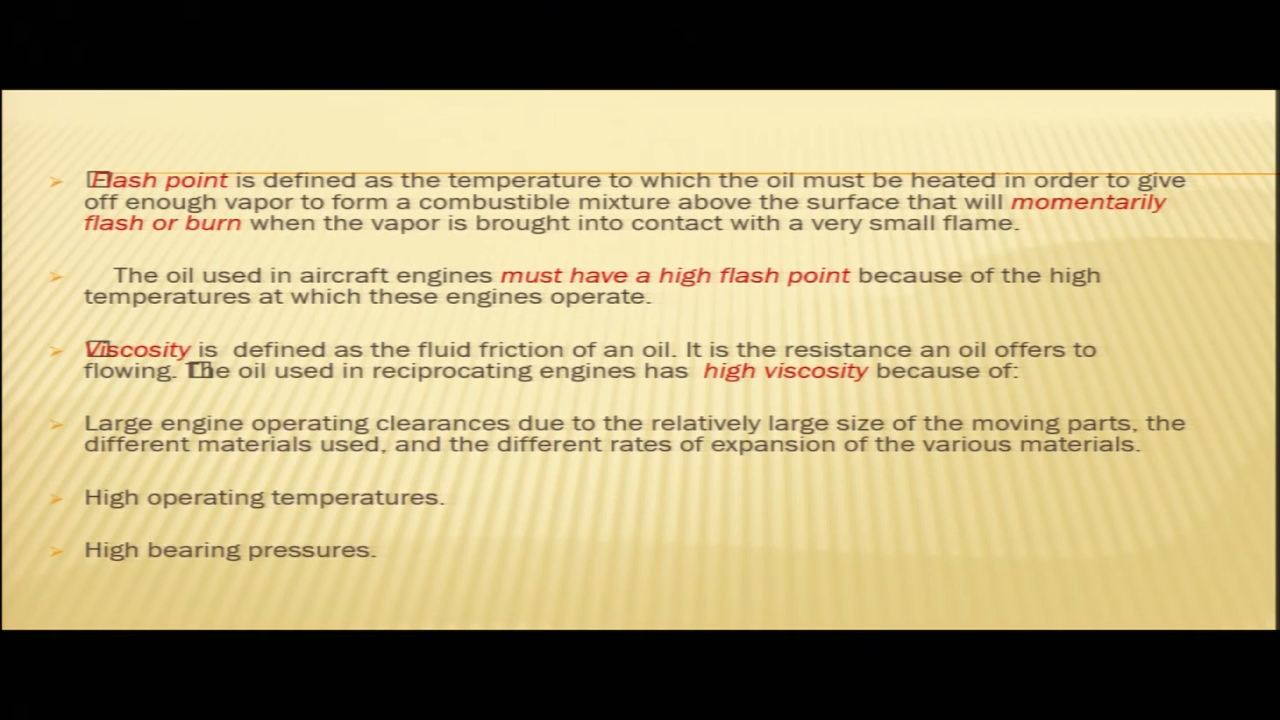 Flash point is defined as the temperature to which the oil must be heated in order to give
off enough vapor to form a combustible mixture above the surface that will momentarily
flash or burn when the vapor is brought into contact with a very small flame.
The oil used in aircraft engines must have a high flash point because of the high
temperatures at which these engines operate.
Viscosity is defined as the fluid friction of an oil. It is the resistance an oil offers to
flowing. The oil used in reciprocating engines has high viscosity because of:
Large engine operating clearances due to the relatively large size of the moving parts, the
different materials used, and the different rates of expansion of the various materials.
High operating temperatures.
High bearing pressures.